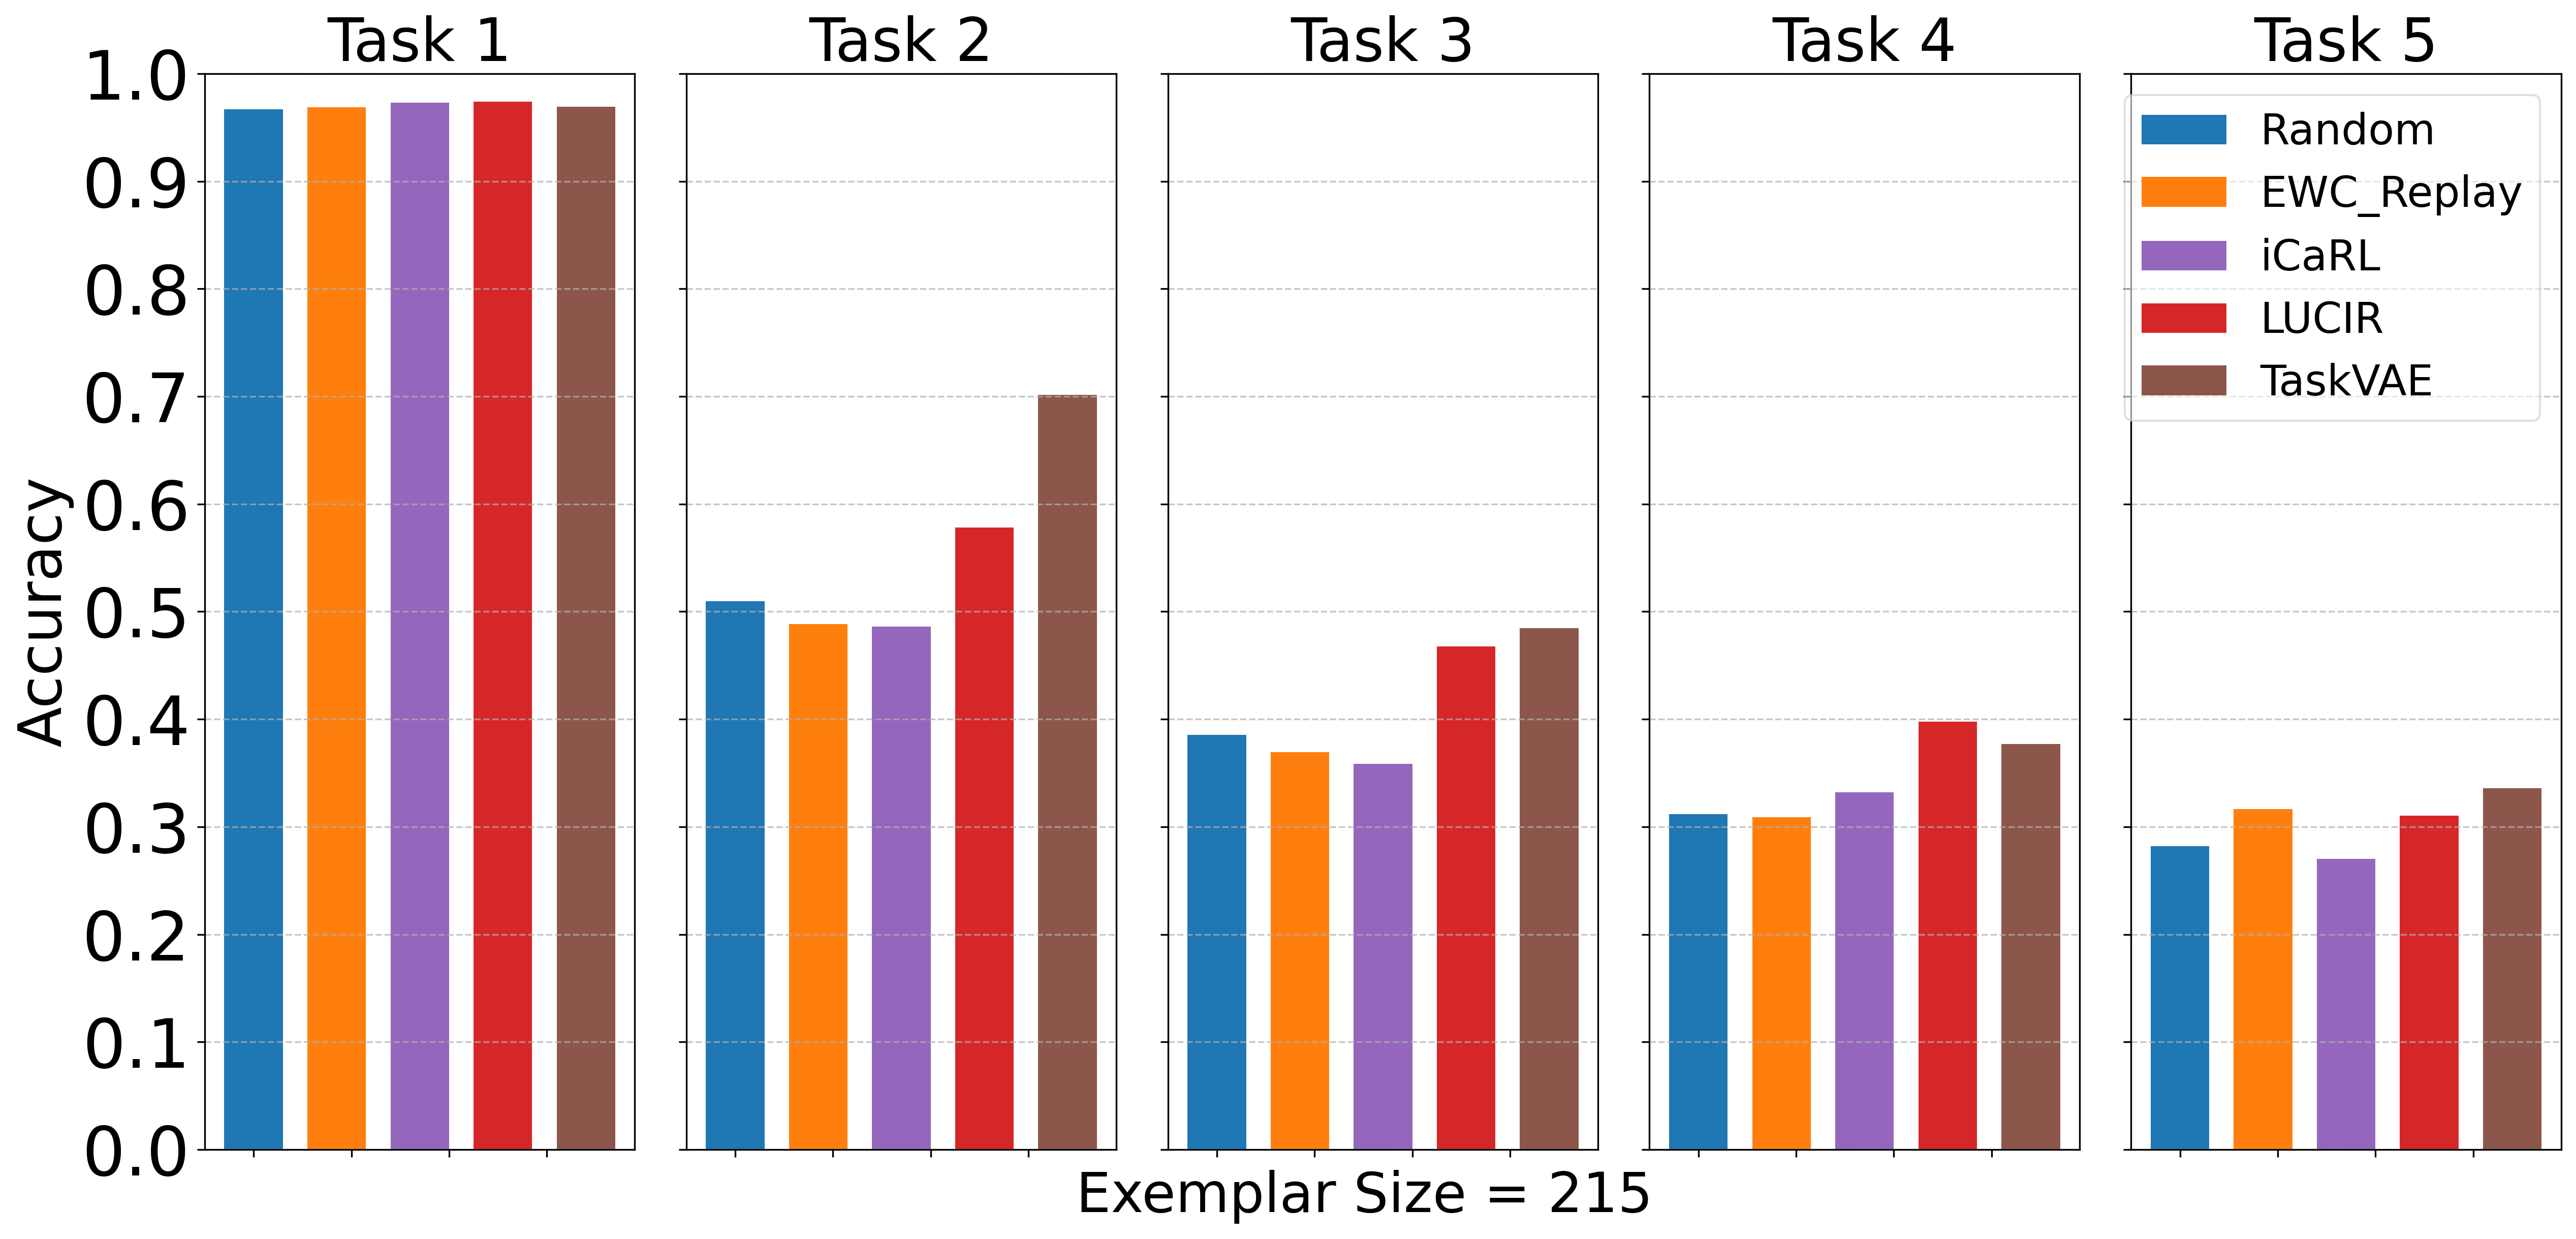 Task 1
Task 2
Task 3
Task 4
Task 5
1.0
0.9
0.8
0.7
0.6
0.5
0.4
0.3
0.2
0.1
0.0
Accuracy
Random
EWC_Replay
iCaRL
LUCIR
TaskVAE
Exemplar Size = 215